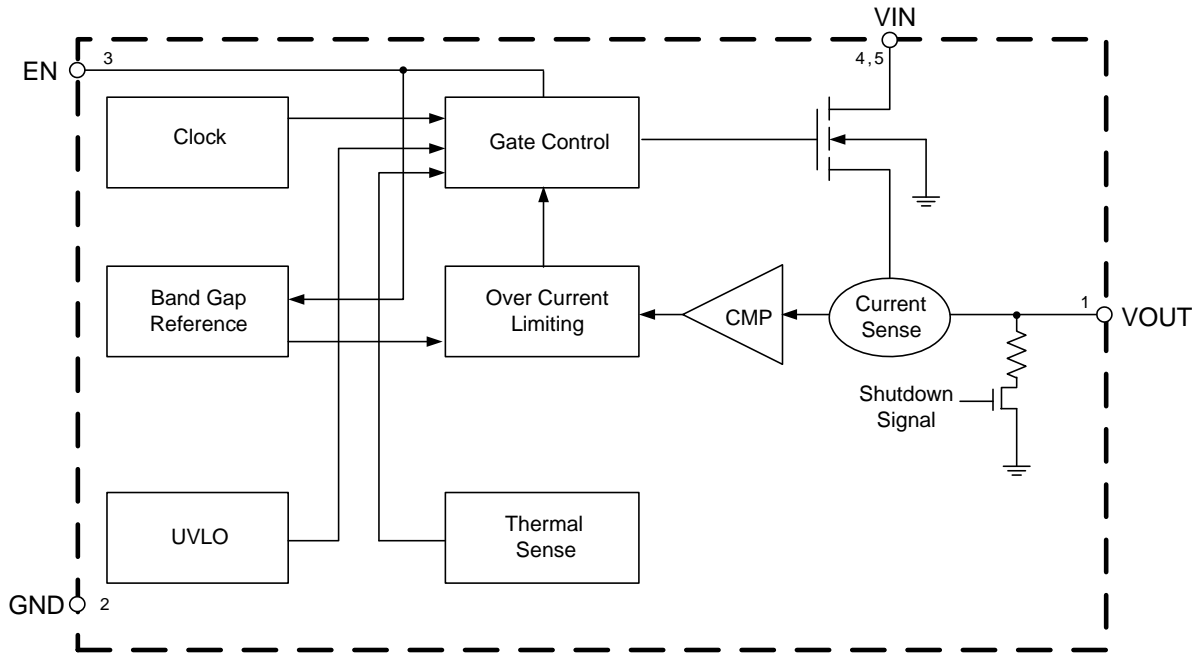 VIN
4,5
EN
3
Clock
Gate Control
Band Gap
Reference
Over Current
Limiting
CMP
Current
Sense
1
VOUT
Shutdown
Signal
UVLO
Thermal
Sense
GND
2